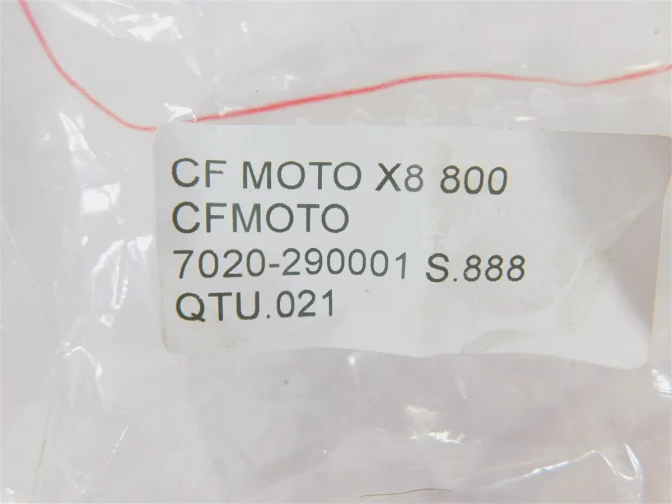 CF MOTO X8 800
CFMOTO
7020-290001 S.888
QTU.021